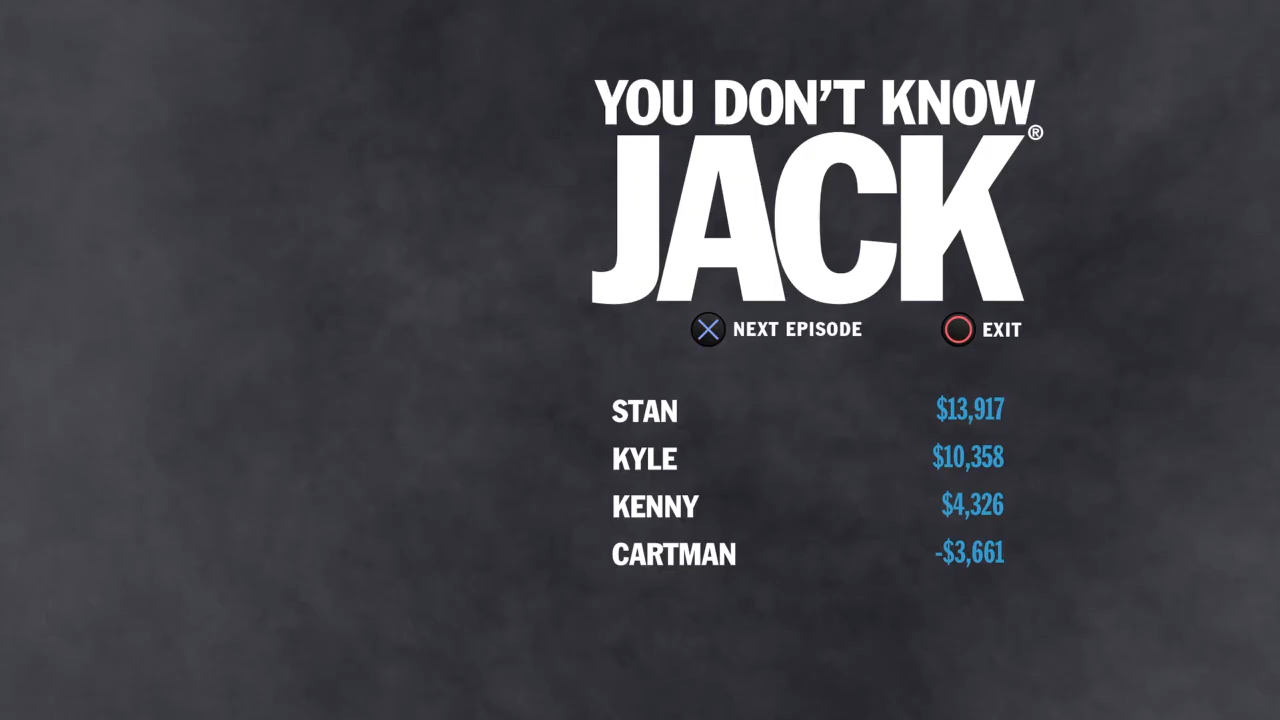 YOU DON'T KNOW
JACK®
NEXT EPISODE EXIT
STAN $13,917
KYLE $10,358
KENNY $4,326
CARTMAN -$3,661